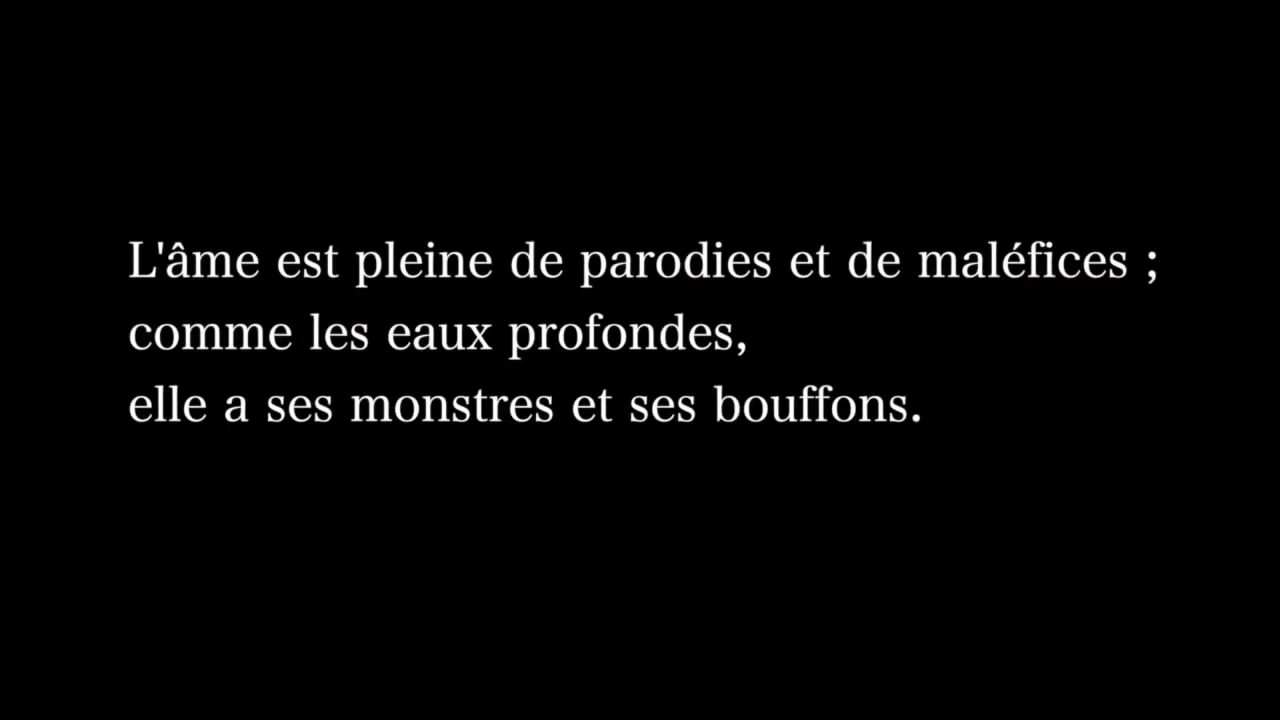 L'âme est pleine de parodies et de maléfices ;
comme les eaux profondes,
elle a ses monstres et ses bouffons.